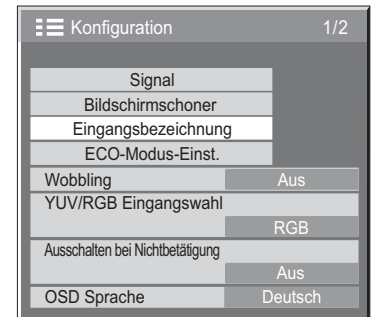 Konfiguration 1/2
Signal
Bildschirmschoner
Eingangsbezeichnung
ECO-Modus-Einst.
Wobbling Aus
YUV/RGB Eingangswahl
RGB
Ausschalten bei Nichtbetätigung
Aus
OSD Sprache Deutsch